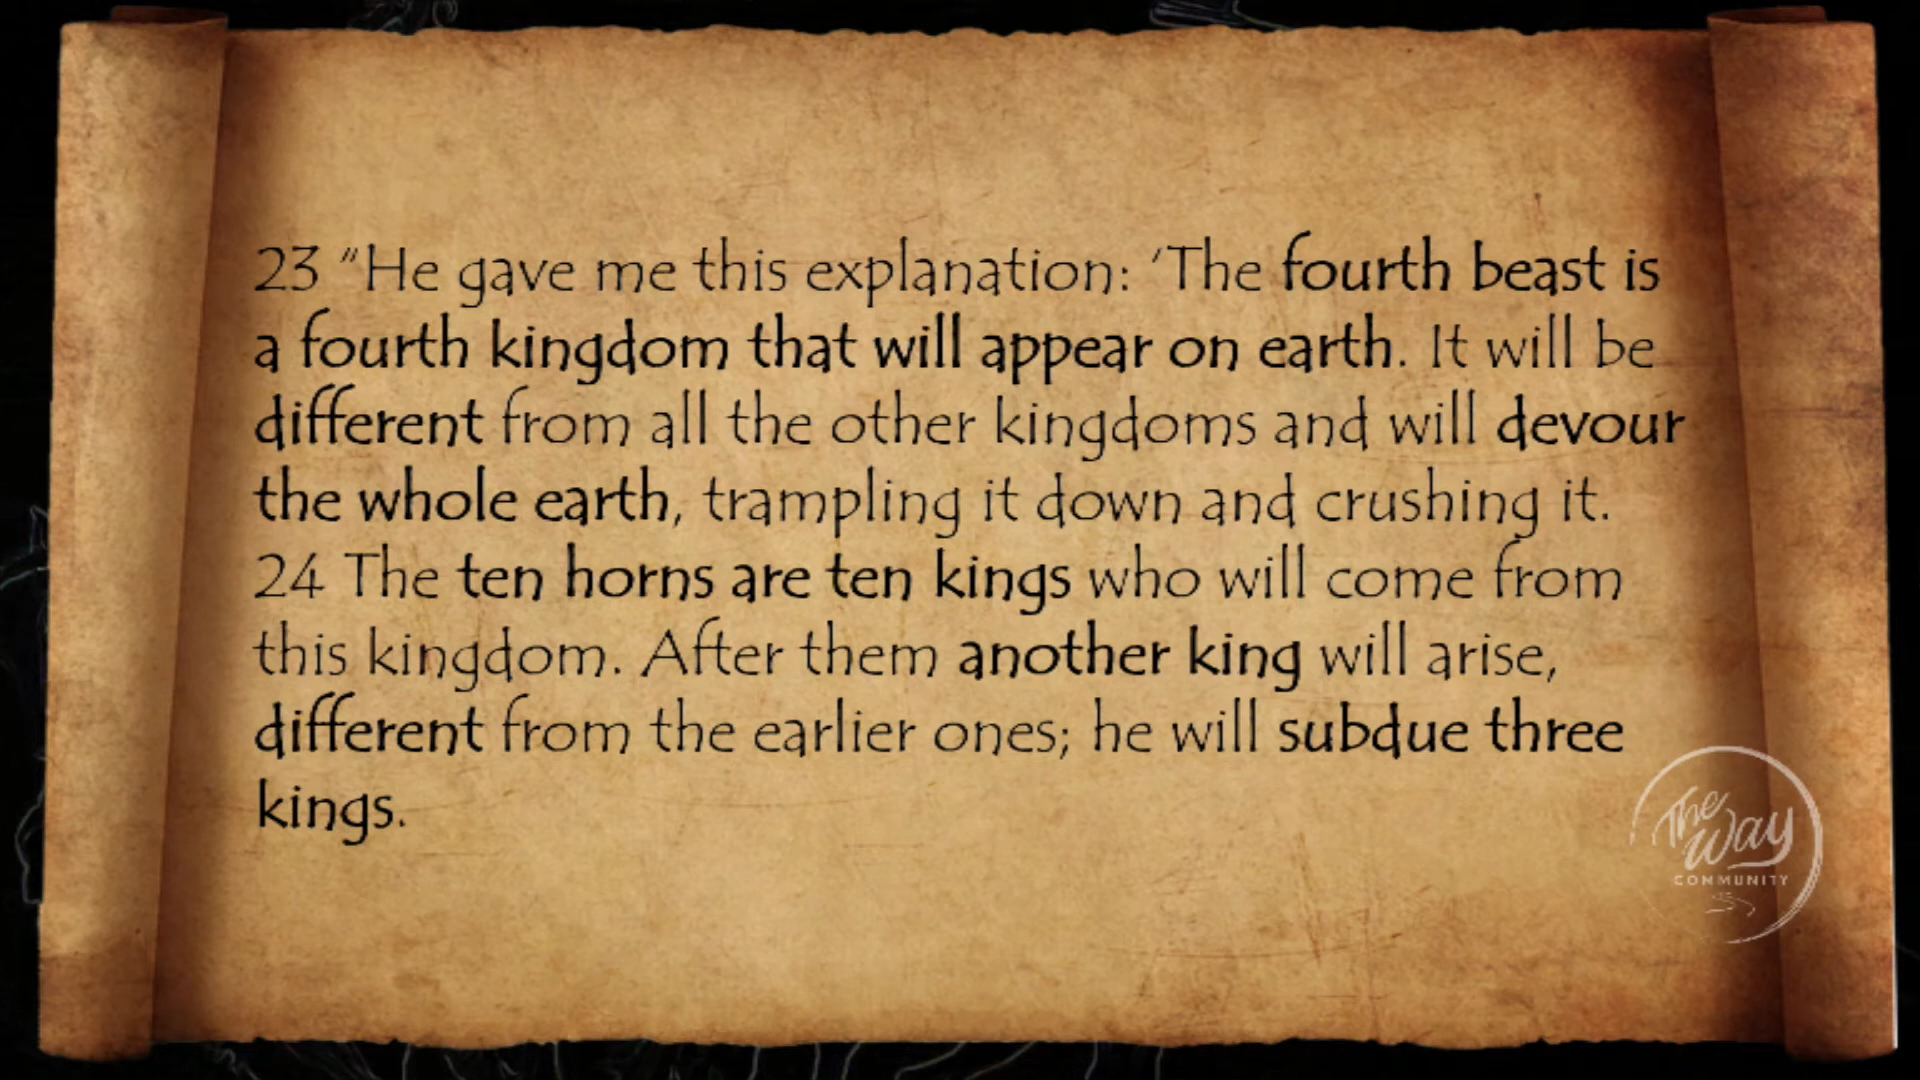 23 “He gave me this explanation: ‘The fourth beast is
a fourth kingdom that will appear on earth. It will be
different from all the other kingdoms and will devour
the whole earth, trampling it down and crushing it.
24 The ten horns are ten kings who will come from
this kingdom. After them another king will arise,
different from the earlier ones; he will subdue three
kings.
The
Way
COMMUNITY